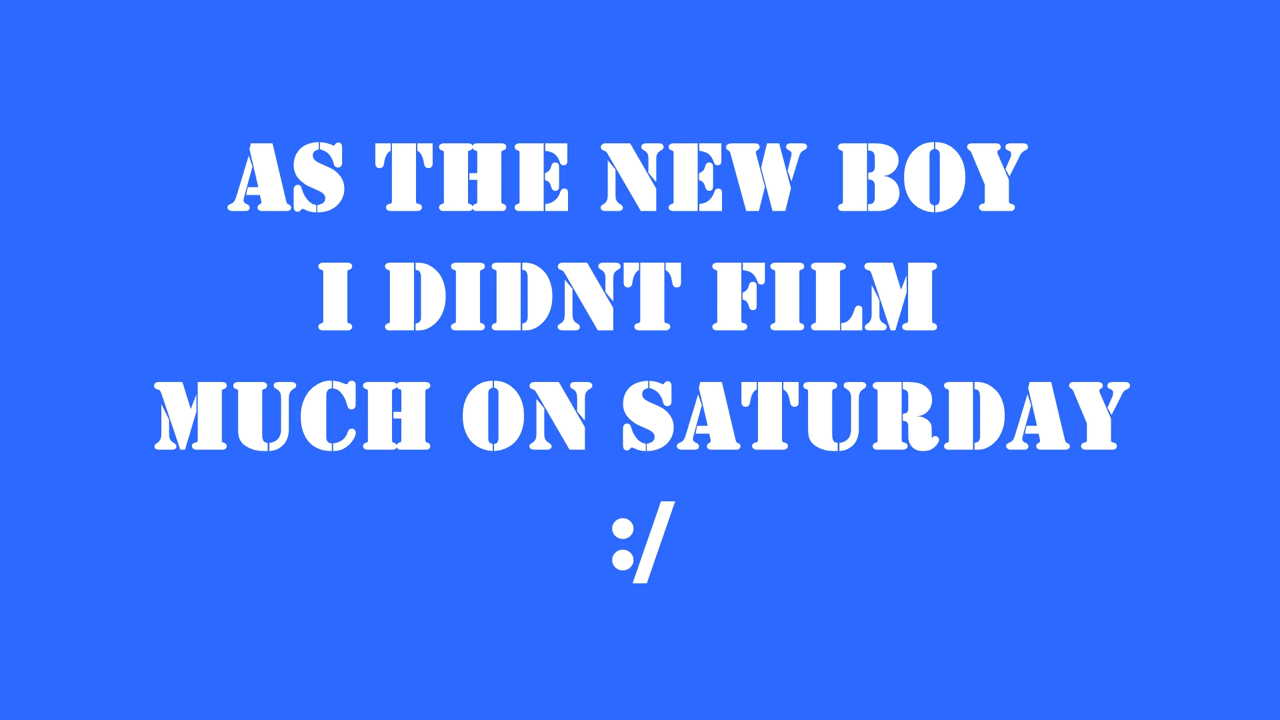 AS THE NEW BOY
I DIDNT FILM
MUCH ON SATURDAY
:/